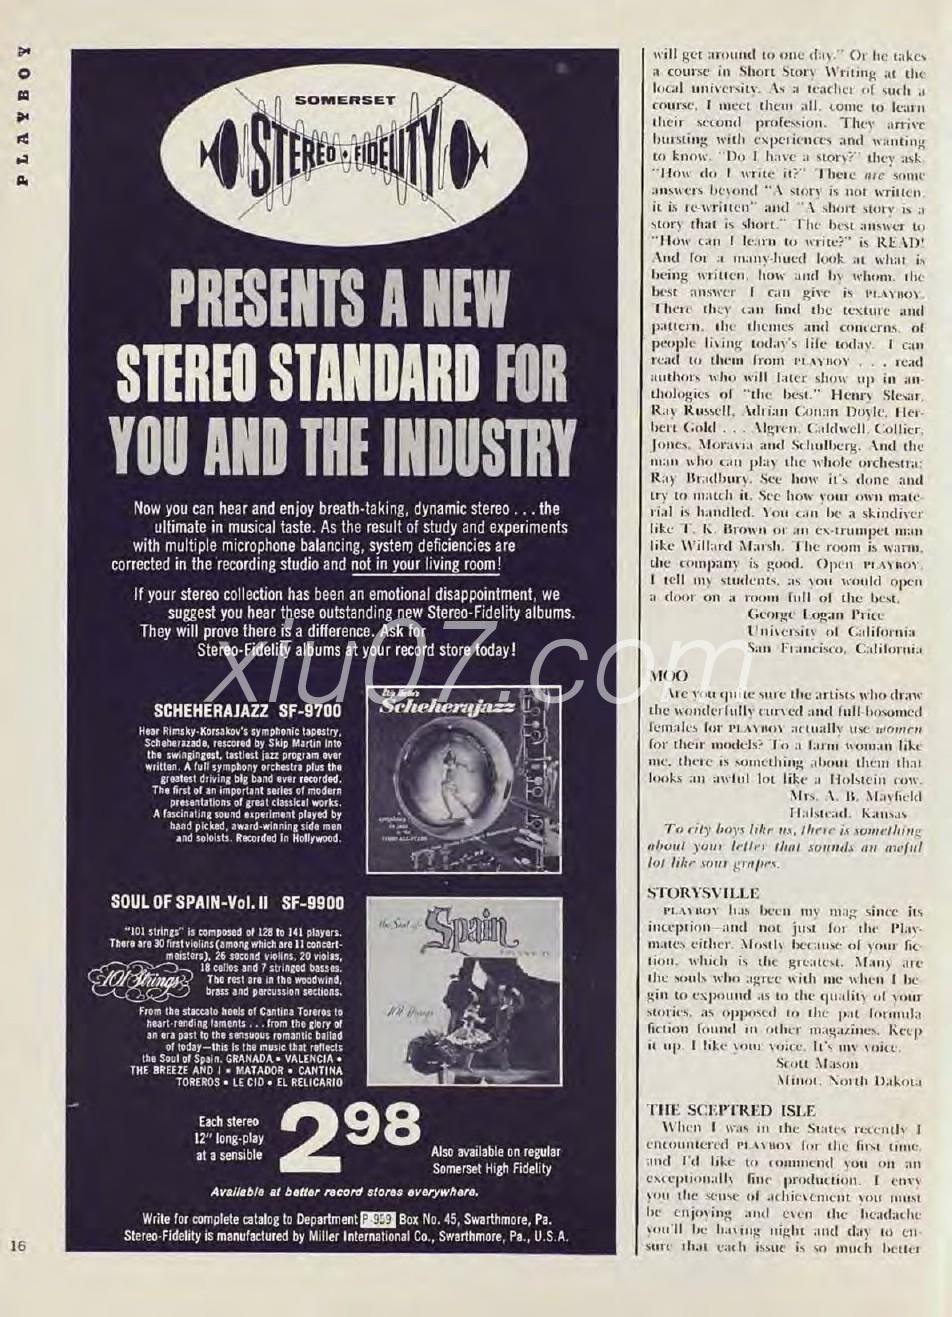 PLAYBOY
SOMERSET
STEREO • FIDELITY
PRESENTS A NEW
STEREO STANDARD FOR
YOU AND THE INDUSTRY
Now you can hear and enjoy breath-taking, dynamic stereo . . . the
ultimate in musical taste. As the result of study and experiments
with multiple microphone balancing, system deficiencies are
corrected in the recording studio and not in your living room!
If your stereo collection has been an emotional disappointment, we
suggest you hear these outstanding new Stereo-Fidelity albums.
They will prove there is a difference. Ask for
Stereo-Fidelity albums at your record store today!
SCHEHERAJAZZ SF-9700
Hear Rimsky-Korsakov's symphonic tapestry,
Scheherazade, rescored by Skip Martin into
the swingingest, tastiest jazz program ever
written. A full symphony orchestra plus the
greatest driving big band ever recorded.
The first of an important series of modern
presentations of great classical works.
A fascinating sound experiment played by
hand picked, award-winning side men
and soloists. Recorded in Hollywood.
Scheherajazz
SOUL OF SPAIN-Vol. II SF-9900
"101 strings" is composed of 128 to 141 players.
There are 30 first violins (among which are 11 concert-
meisters), 26 second violins, 20 violas,
18 cellos and 7 stringed basses.
The rest are in the woodwind,
brass and percussion sections.
101 Strings
From the staccato heels of Cantina Toreros to
heart-rending laments . . . from the glory of
an era past to the sensuous romantic ballad
of today—this is the music that reflects
the Soul of Spain. GRANADA • VALENCIA •
THE BREEZE AND I • MATADOR • CANTINA
TOREROS • LE CID • EL RELICARIO
the Soul of Spain
101 Strings
Each stereo
12" long-play
at a sensible
2 98
Also available on regular
Somerset High Fidelity
Available at better record stores everywhere.
Write for complete catalog to Department P-959 Box No. 45, Swarthmore, Pa.
Stereo-Fidelity is manufactured by Miller International Co., Swarthmore, Pa., U.S.A.
16
will get around to one day." Or he takes
a course in Short Story Writing at the
local university. As a teacher of such a
course, I meet them all, come to learn
their second profession. They arrive
bursting with experiences and wanting
to know, "Do I have a story?" they ask.
"How do I write it?" There are some
answers beyond "A story is not written,
it is re-written" and "A short story is a
story that is short." The best answer to
"How can I learn to write?" is READ!
And for a many-hued look at what is
being written, how and by whom, the
best answer I can give is PLAYBOY.
There they can find the texture and
pattern, the themes and concerns, of
people living today's life today. I can
read to them from PLAYBOY . . . read
authors who will later show up in an-
thologies of "the best." Henry Slesar,
Ray Russell, Adrian Conan Doyle, Her-
bert Gold . . . Algren, Caldwell, Collier,
Jones, Moravia and Schulberg. And the
man who can play the whole orchestra:
Ray Bradbury. See how it's done and
try to match it. See how your own mate-
rial is handled. You can be a skindiver
like T. K. Brown or an ex-trumpet man
like Willard Marsh. The room is warm,
the company is good. Open PLAYBOY,
I tell my students, as you would open
a door on a room full of the best.
George Logan Price
University of California
San Francisco, California
MOO
Are you quite sure the artists who draw
the wonderfully curved and full-bosomed
females for PLAYBOY actually use women
for their models? To a farm woman like
me, there is something about them that
looks an awful lot like a Holstein cow.
Mrs. A. B. Mayfield
Halstead, Kansas
To city boys like us, there is something
about your letter that sounds an awful
lot like sour grapes.
STORYSVILLE
PLAYBOY has been my mag since its
inception—and not just for the Play-
mates either. Mostly because of your fic-
tion, which is the greatest. Many are
the souls who agree with me when I be-
gin to expound as to the quality of your
stories, as opposed to the pat formula
fiction found in other magazines. Keep
it up. I like your voice. It's my voice.
Scott Mason
Minot, North Dakota
THE SCEPTRED ISLE
When I was in the States recently I
encountered PLAYBOY for the first time,
and I'd like to commend you on an
exceptionally fine production. I envy
you the sense of achievement you must
be enjoying and even the headache
you'll be having night and day to en-
sure that each issue is so much better
xiu07.com